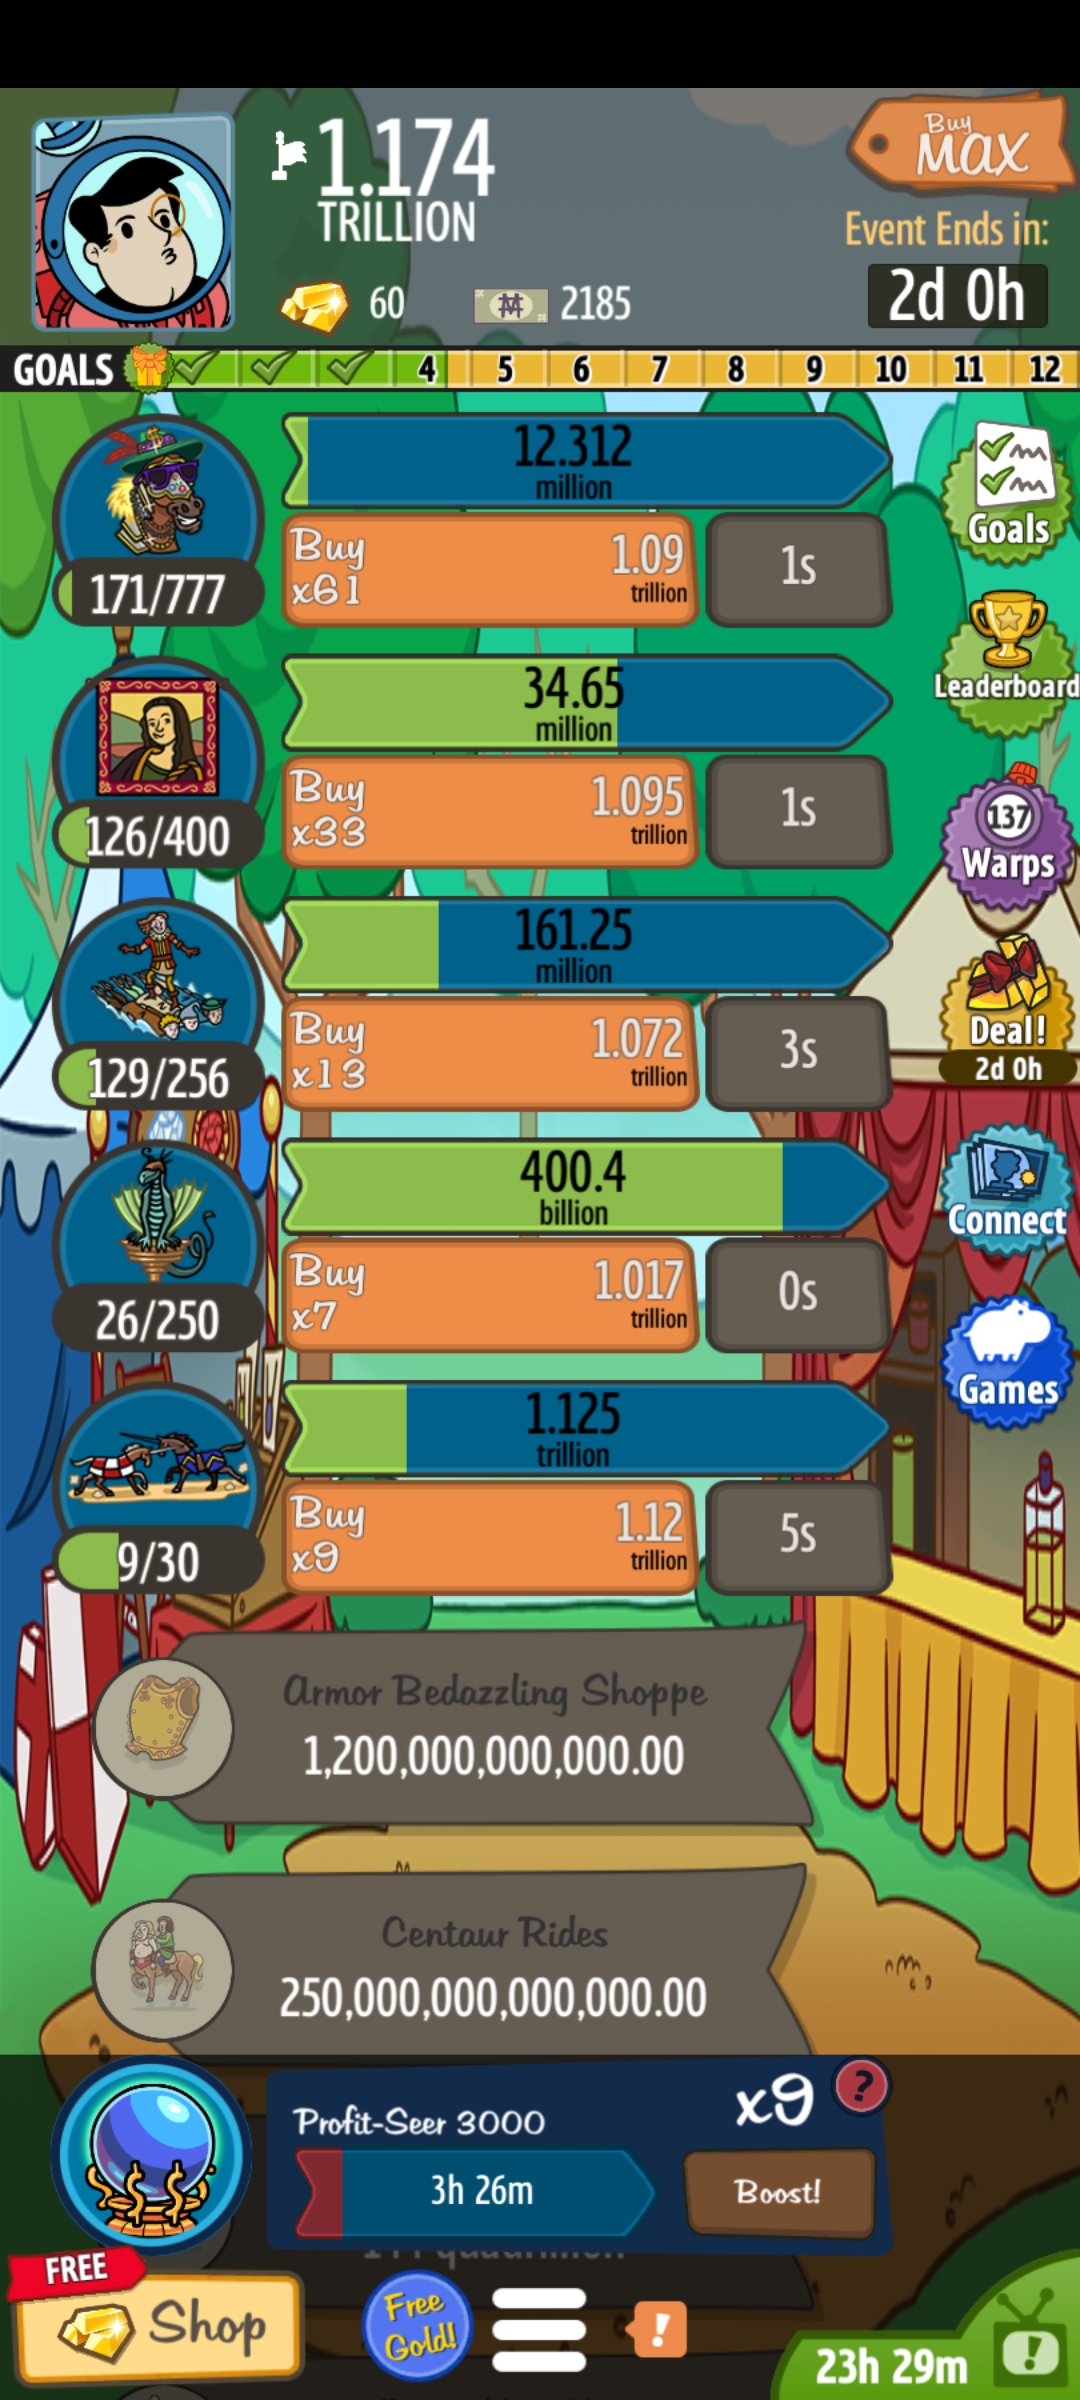 1.174
TRILLION
Buy
MAX
Event Ends in:
2d 0h
60
2185
GOALS 4 5 6 7 8 9 10 11 12
12.312
million
171/777
Buy
x61
1.09
trillion
1s
Goals
34.65
million
126/400
Buy
x33
1.095
trillion
1s
Leaderboard
137
Warps
161.25
million
129/256
Buy
x13
1.072
trillion
3s
Deal!
2d 0h
400.4
billion
26/250
Buy
x7
1.017
trillion
0s
Connect
Games
1.125
trillion
9/30
Buy
x9
1.12
trillion
5s
Armor Bedazzling Shoppe
1,200,000,000,000.00
Centaur Rides
250,000,000,000,000.00
Profit-Seer 3000
x9
?
3h 26m
Boost!
FREE
Shop
Free
Gold!
!
23h 29m
!